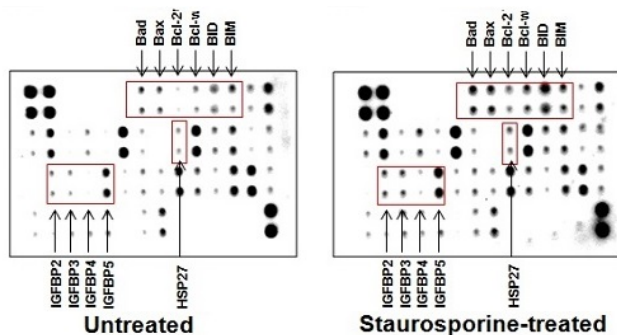 Bad
Bax
Bcl-2
Bcl-w
BID
BIM
Bad
Bax
Bcl-2
Bcl-w
BID
BIM
IGFBP2
IGFBP3
IGFBP4
IGFBP5
HSP27
IGFBP2
IGFBP3
IGFBP4
IGFBP5
HSP27
Untreated
Staurosporine-treated